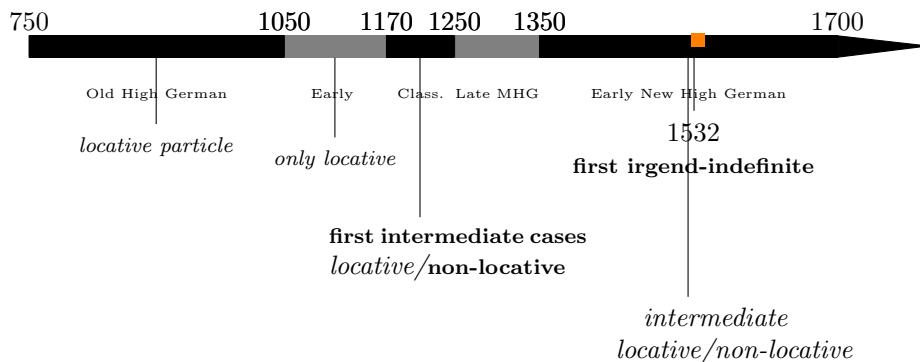 750 1050 1170 1250 1350 1700
Old High German Early Class. Late MHG Early New High German
locative particle
only locative
1532
first irgend-indefinite
first intermediate cases
locative/non-locative
intermediate
locative/non-locative